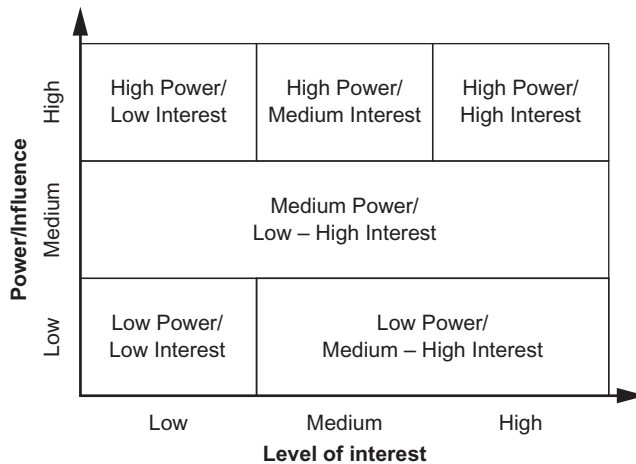 Power/Influence
High
Medium
Low
High Power/
Low Interest
High Power/
Medium Interest
High Power/
High Interest
Medium Power/
Low – High Interest
Low Power/
Low Interest
Low Power/
Medium – High Interest
Low
Medium
High
Level of interest